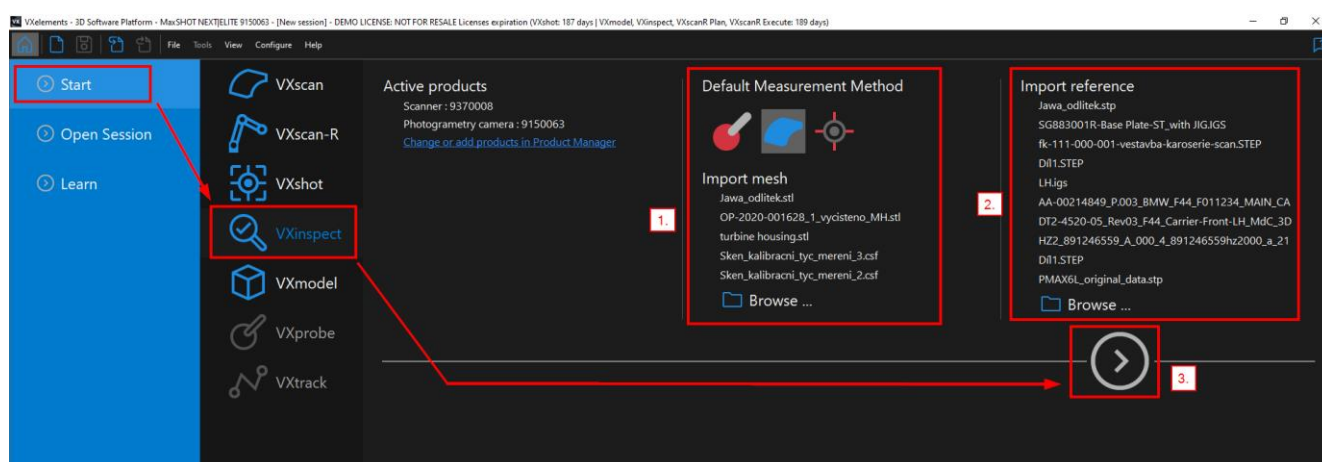 VXelements - 3D Software Platform - MaxSHOT NEXT|ELITE 9150063 - [New session] - DEMO LICENSE: NOT FOR RESALE Licenses expiration (VXshot: 187 days | VXmodel, VXinspect, VXscanR Plan, VXscanR Execute: 189 days)
File Tools View Configure Help
Start
Open Session
Learn
VXscan
VXscan-R
VXshot
VXinspect
VXmodel
VXprobe
VXtrack
Active products
Scanner : 9370008
Photogrametry camera : 9150063
Change or add products in Product Manager
1.
Default Measurement Method
Import mesh
Jawa_odlitek.stl
OP-2020-001628_1_vycisteno_MH.stl
turbine housing.stl
Sken_kalibracni_tyc_mereni_3.csf
Sken_kalibracni_tyc_mereni_2.csf
Browse ...
2.
Import reference
Jawa_odlitek.stp
SG883001R-Base Plate-ST_with JIG.IGS
fk-111-000-001-vestavba-karoserie-scan.STEP
Díl1.STEP
LH.igs
AA-00214849_P.003_BMW_F44_F011234_MAIN_CA
DT2-4520-05_Rev03_F44_Carrier-Front-LH_MdC_3D
HZ2_891246559_A_000_4_891246559hz2000_a_21
Díl1.STEP
PMAX6L_original_data.stp
Browse ...
3.